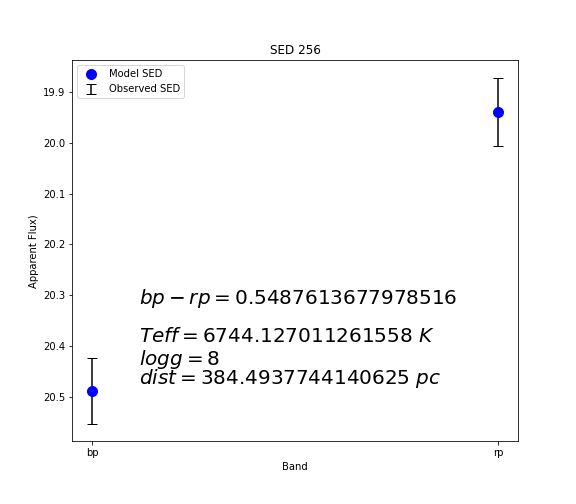 SED 256
Model SED
Observed SED
19.9
20.0
20.1
20.2
20.3
20.4
20.5
Apparent Flux)
bp − rp = 0.5487613677978516
Teff = 6744.127011261558 K
logg = 8
dist = 384.4937744140625 pc
bp
rp
Band